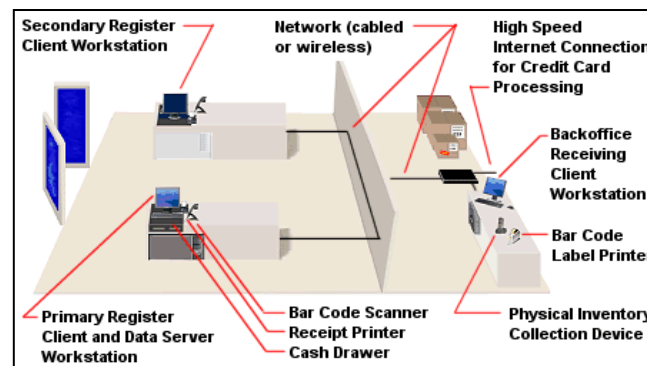 Secondary Register
Client Workstation
Network (cabled
or wireless)
High Speed
Internet Connection
for Credit Card
Processing
Backoffice
Receiving
Client
Workstation
Bar Code
Label Printer
Physical Inventory
Collection Device
Bar Code Scanner
Receipt Printer
Cash Drawer
Primary Register
Client and Data Server
Workstation